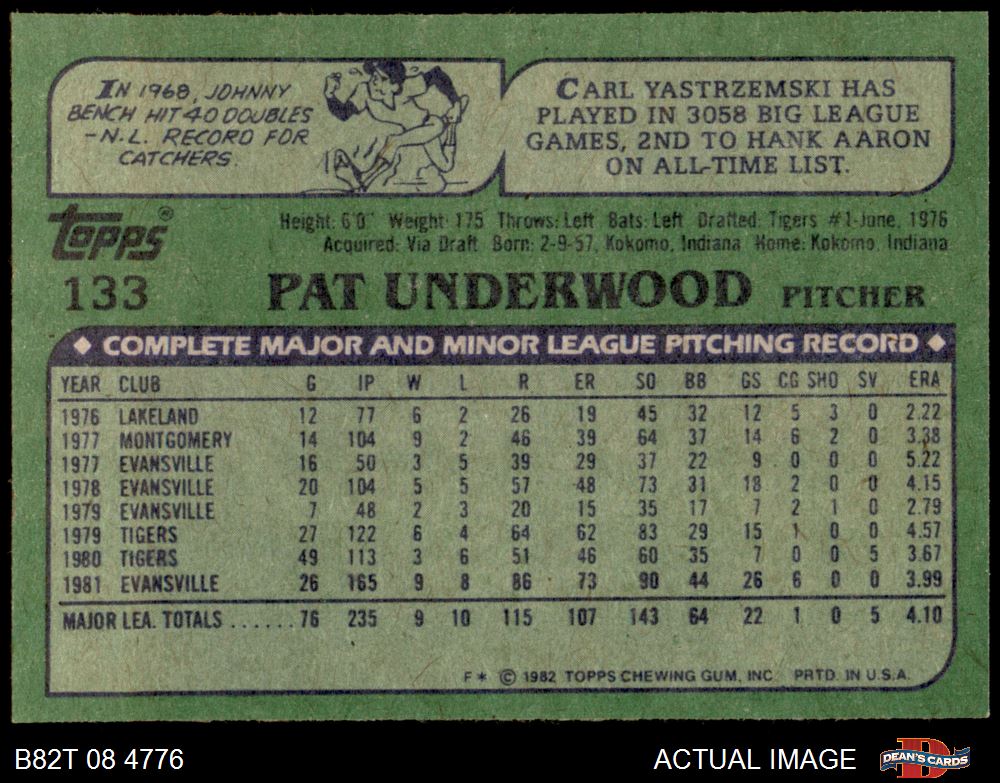 IN 1968, JOHNNY
BENCH HIT 40 DOUBLES
-N.L. RECORD FOR
CATCHERS.
CARL YASTRZEMSKI HAS
PLAYED IN 3058 BIG LEAGUE
GAMES, 2ND TO HANK AARON
ON ALL-TIME LIST.
topps®
Height: 6'0" Weight: 175 Throws: Left Bats: Left Drafted: Tigers #1-June, 1976
Acquired: Via Draft Born: 2-9-57, Kokomo, Indiana Home: Kokomo, Indiana
133 PAT UNDERWOOD PITCHER
◆ COMPLETE MAJOR AND MINOR LEAGUE PITCHING RECORD ◆
YEAR CLUB G IP W L R ER SO BB GS CG SHO SV ERA
1976 LAKELAND 12 77 6 2 26 19 45 32 12 5 3 0 2.22
1977 MONTGOMERY 14 104 9 2 46 39 64 37 14 6 2 0 3.38
1977 EVANSVILLE 16 50 3 5 39 29 37 22 9 0 0 0 5.22
1978 EVANSVILLE 20 104 5 5 57 48 73 31 18 2 0 0 4.15
1979 EVANSVILLE 7 48 2 3 20 15 35 17 7 2 1 0 2.79
1979 TIGERS 27 122 6 4 64 62 83 29 15 1 0 0 4.57
1980 TIGERS 49 113 3 6 51 46 60 35 7 0 0 5 3.67
1981 EVANSVILLE 26 165 9 8 86 73 90 44 26 6 0 0 3.99
MAJOR LEA. TOTALS ...... 76 235 9 10 115 107 143 64 22 1 0 5 4.10
F* © 1982 TOPPS CHEWING GUM, INC. PRTD. IN U.S.A.
B82T 08 4776 ACTUAL IMAGE DEAN'S CARDS